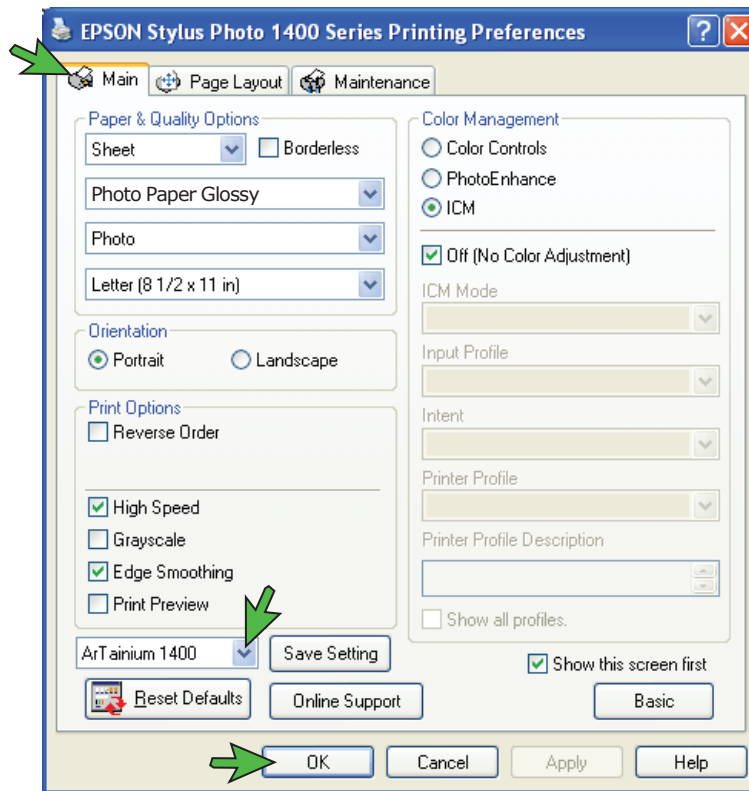 EPSON Stylus Photo 1400 Series Printing Preferences
Main
Page Layout
Maintenance
Paper & Quality Options
Sheet
Borderless
Photo Paper Glossy
Photo
Letter (8 1/2 x 11 in)
Orientation
Portrait
Landscape
Print Options
Reverse Order
High Speed
Grayscale
Edge Smoothing
Print Preview
ArTainium 1400
Save Setting
Reset Defaults
Online Support
Color Management
Color Controls
PhotoEnhance
ICM
Off (No Color Adjustment)
ICM Mode
Input Profile
Intent
Printer Profile
Printer Profile Description
Show all profiles.
Show this screen first
Basic
OK
Cancel
Apply
Help